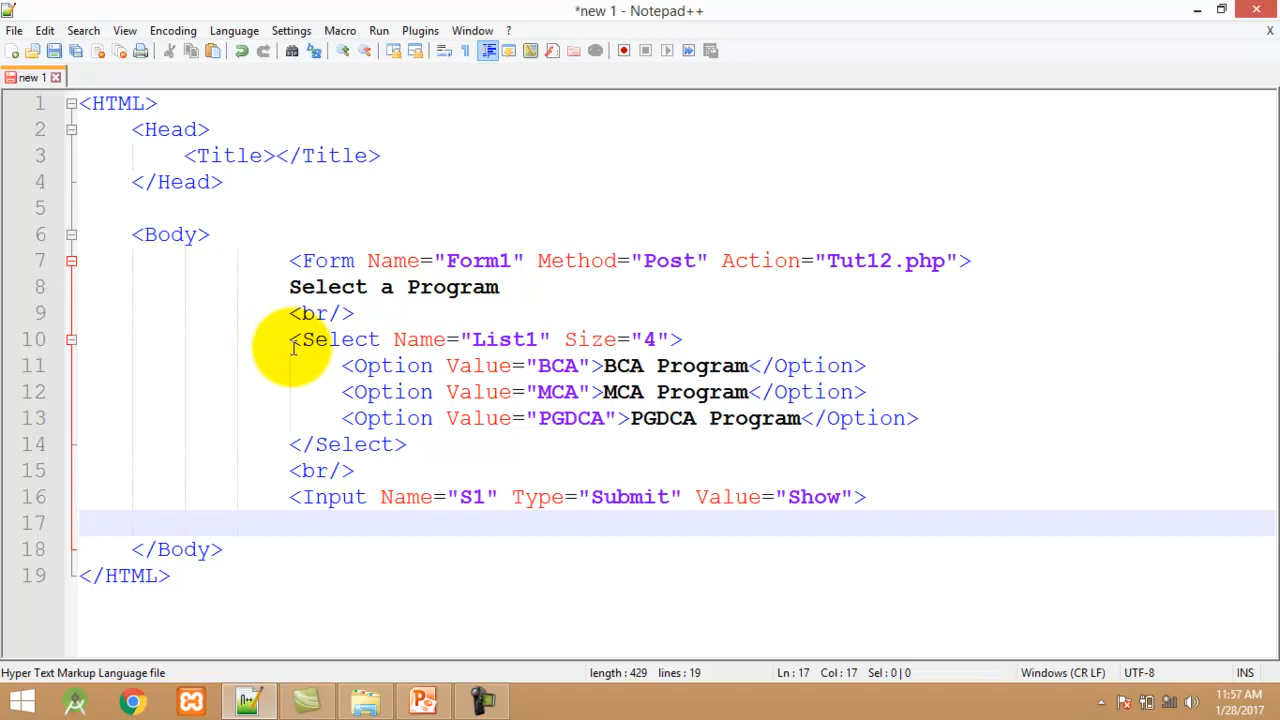 *new 1 - Notepad++
File Edit Search View Encoding Language Settings Macro Run Plugins Window ?
X
new 1
1 <HTML>
2 <Head>
3 <Title></Title>
4 </Head>
5
6 <Body>
7 <Form Name="Form1" Method="Post" Action="Tut12.php">
8 Select a Program
9 <br/>
10 <Select Name="List1" Size="4">
11 <Option Value="BCA">BCA Program</Option>
12 <Option Value="MCA">MCA Program</Option>
13 <Option Value="PGDCA">PGDCA Program</Option>
14 </Select>
15 <br/>
16 <Input Name="S1" Type="Submit" Value="Show">
17
18 </Body>
19 </HTML>
Hyper Text Markup Language file length : 429 lines : 19 Ln : 17 Col : 17 Sel : 0 | 0 Windows (CR LF) UTF-8 INS
11:57 AM
1/28/2017